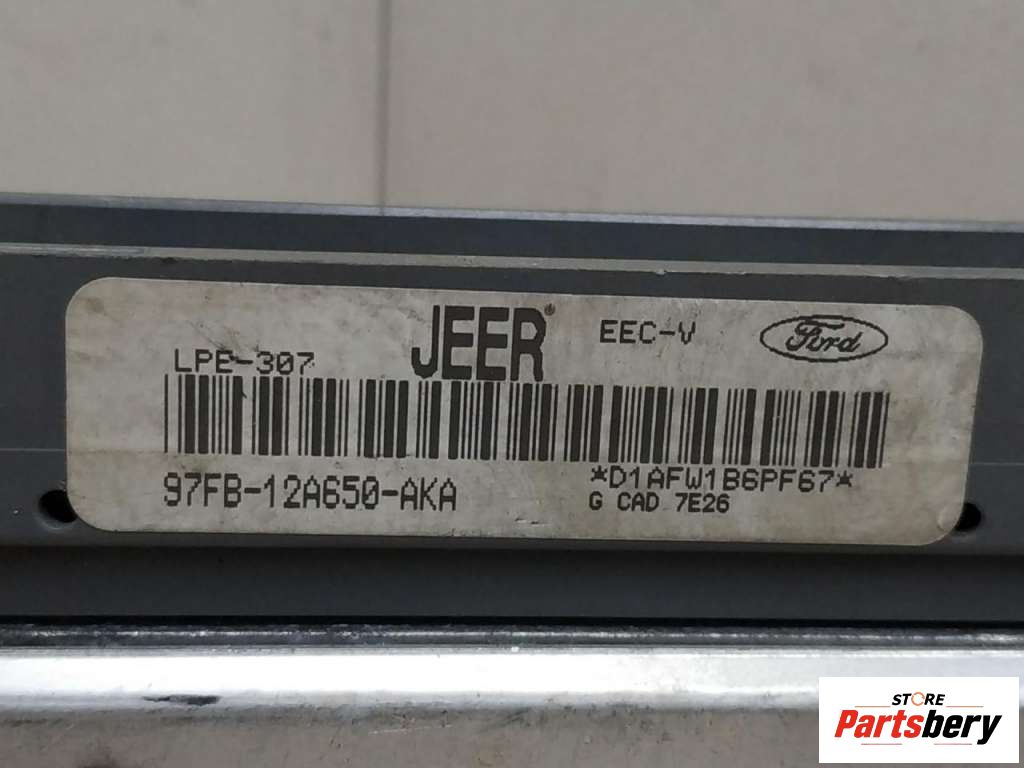 JEER® EEC-V Ford
LPE-307
97FB-12A650-AKA *D1AFW1B6PF67*
G CAD 7E26
STORE
Partsbery